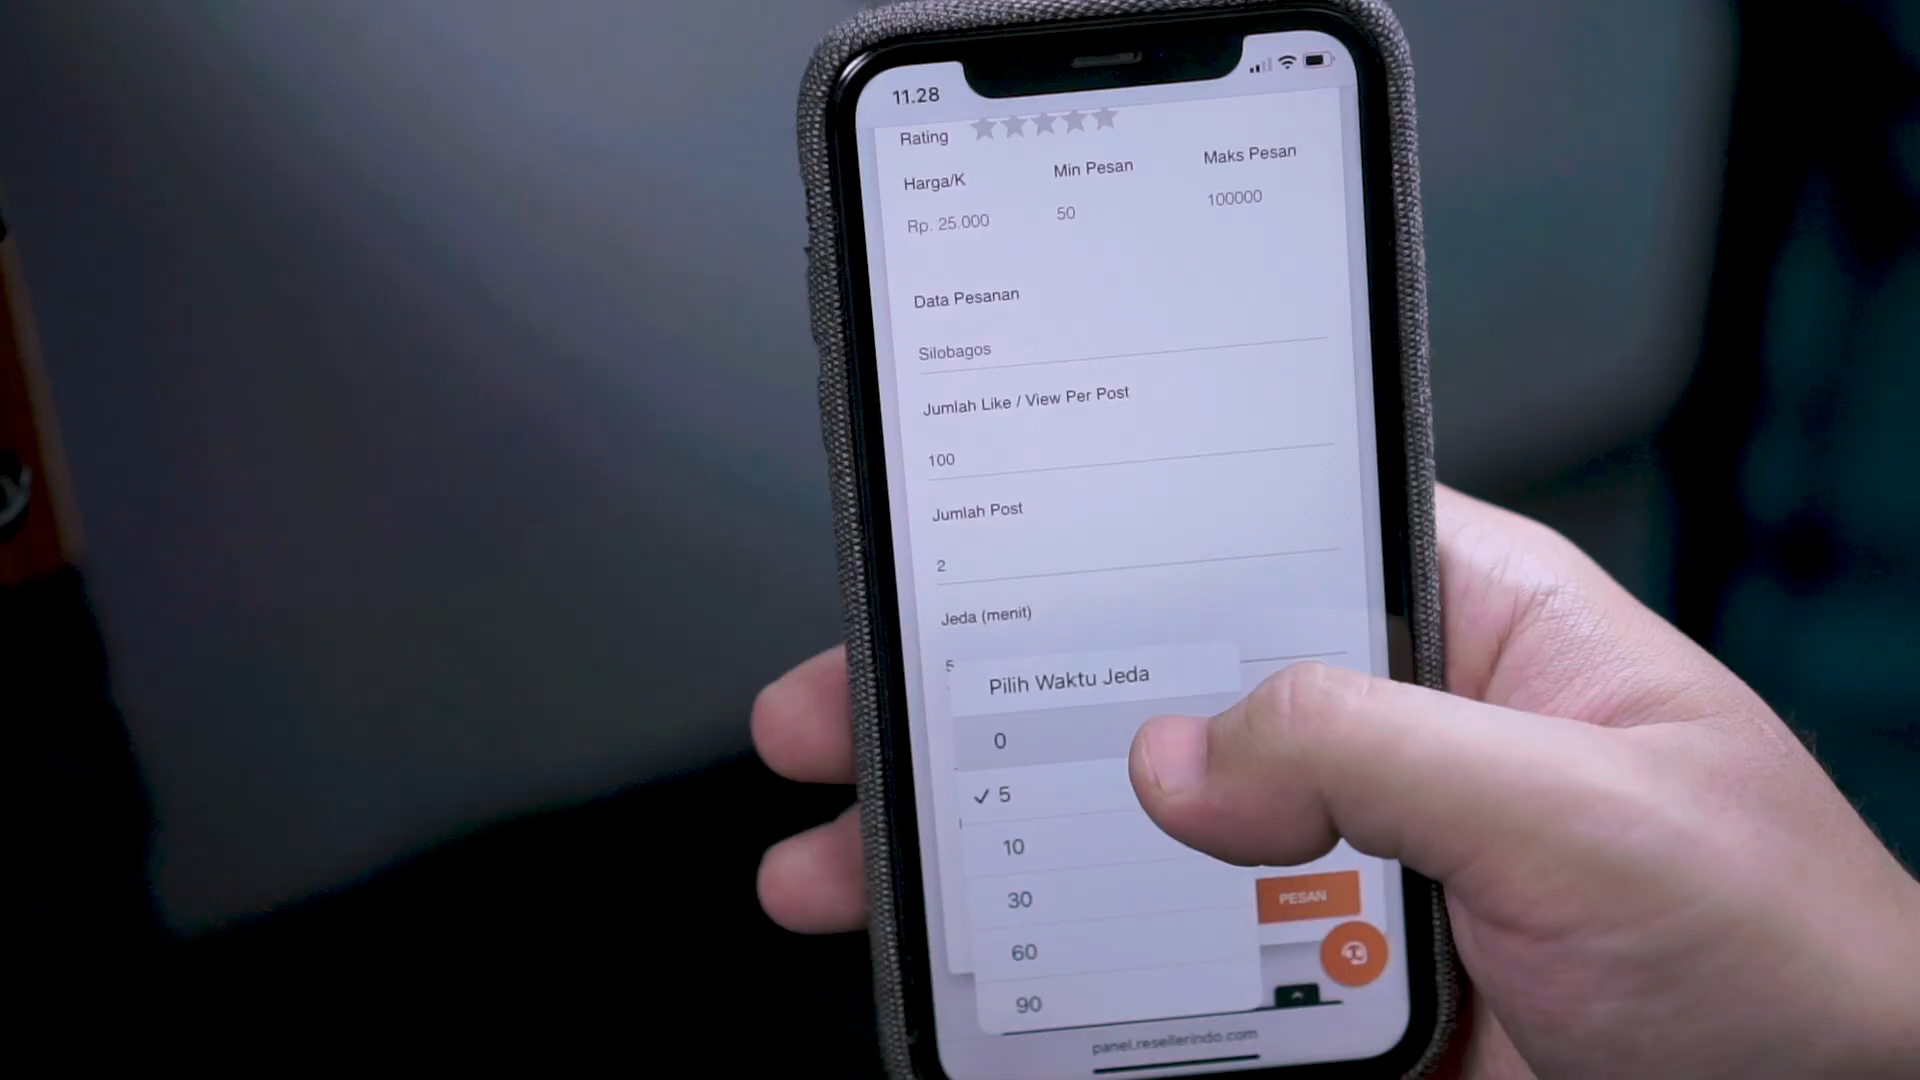 11.28
Rating
Harga/K Min Pesan Maks Pesan
Rp. 25.000 50 100000
Data Pesanan
Silobagos
Jumlah Like / View Per Post
100
Jumlah Post
2
Jeda (menit)
5
Pilih Waktu Jeda
0
✓ 5
10
30
60
90
PESAN
panel.resellerindo.com